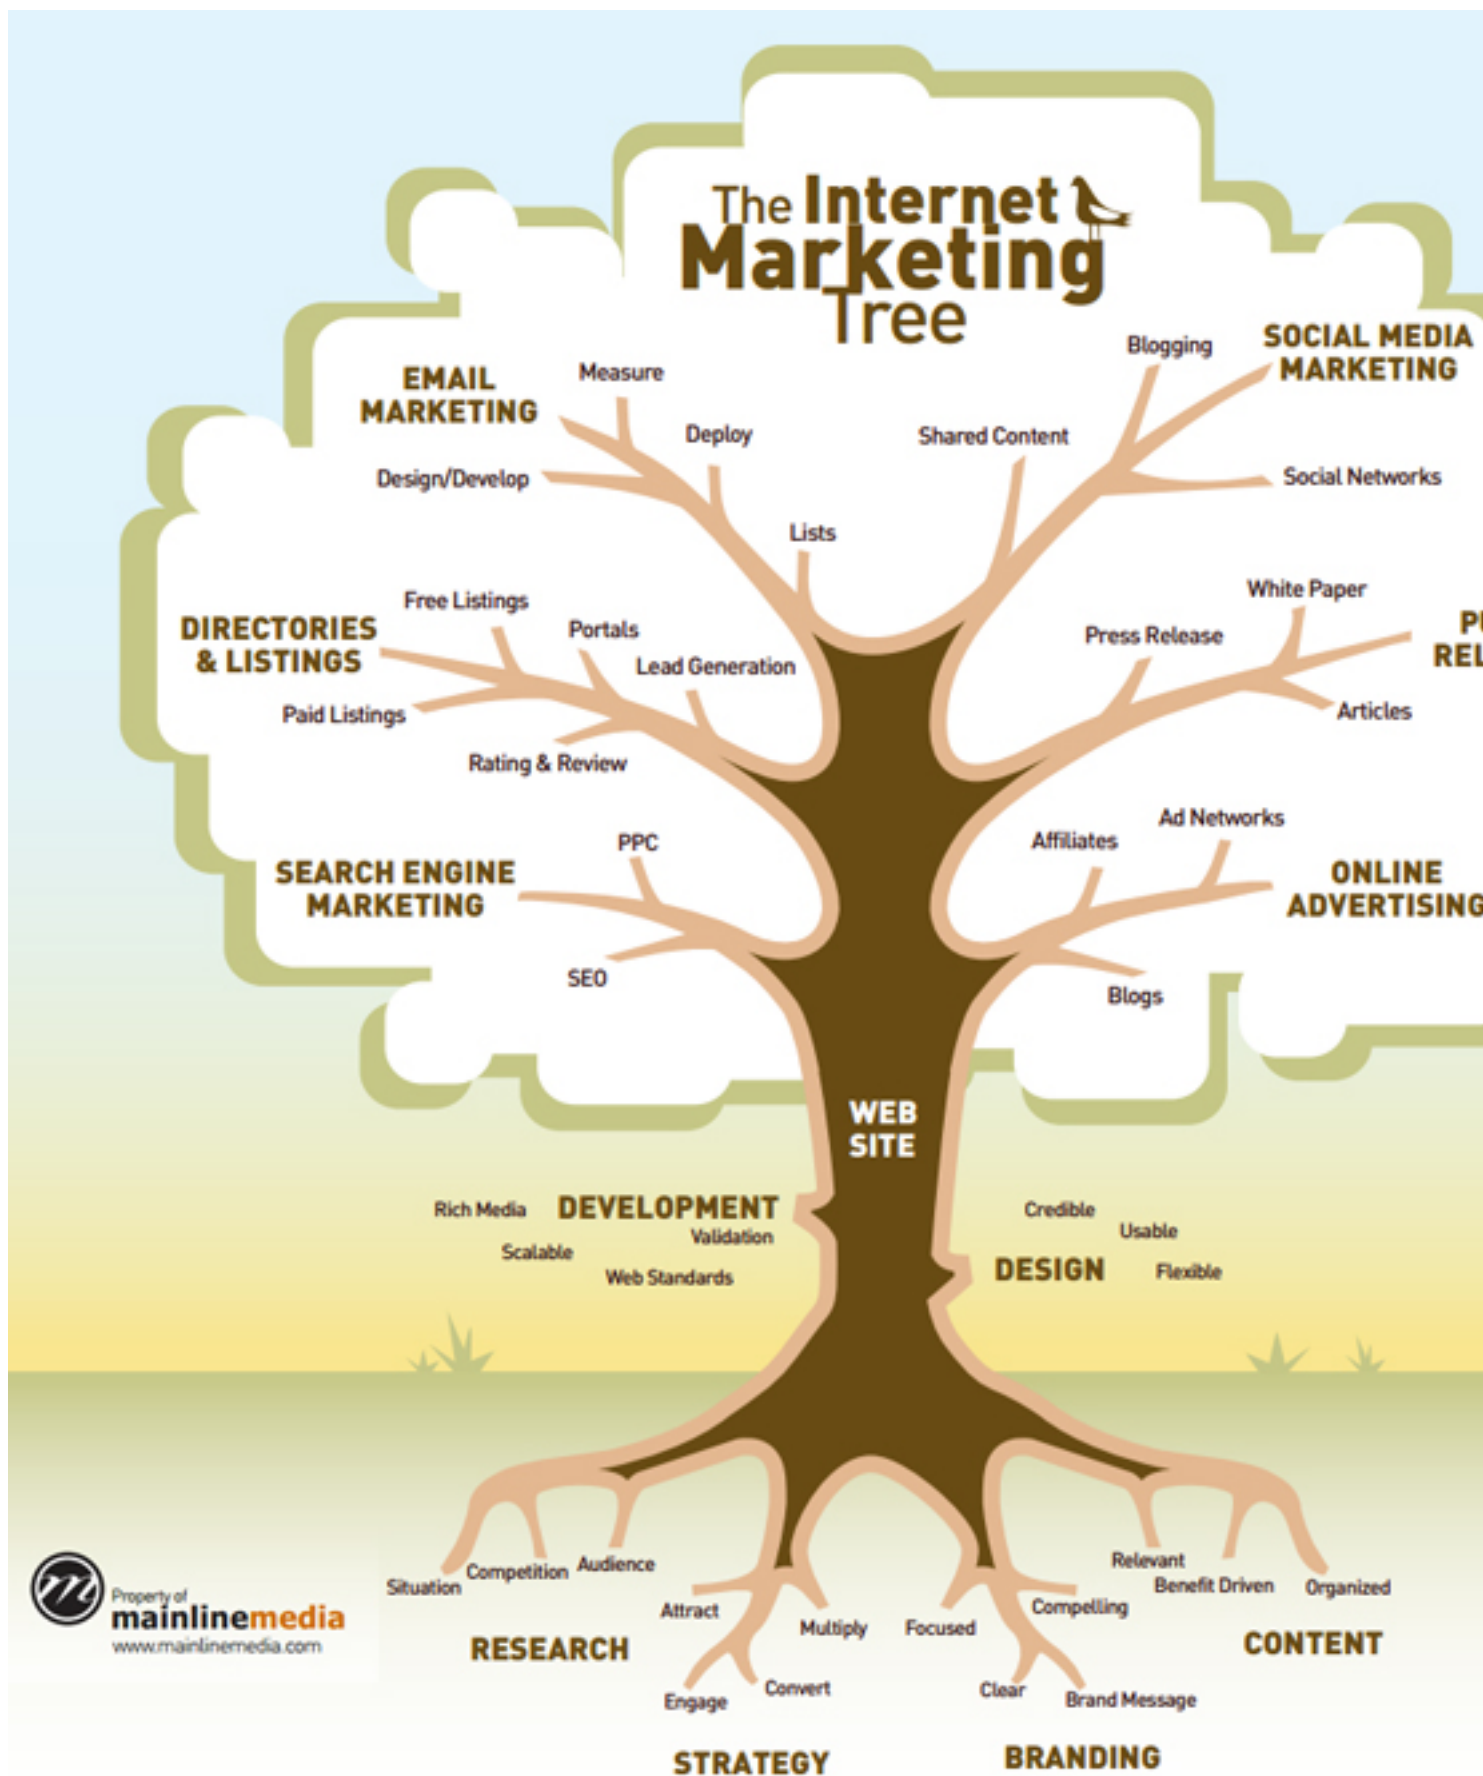 The Internet
Marketing
Tree
EMAIL
MARKETING
Measure
Deploy
Design/Develop
Lists
Blogging
SOCIAL MEDIA
MARKETING
Shared Content
Social Networks
DIRECTORIES
& LISTINGS
Free Listings
Portals
Lead Generation
Paid Listings
Rating & Review
White Paper
Press Release
Articles
SEARCH ENGINE
MARKETING
PPC
SEO
Affiliates
Ad Networks
ONLINE
ADVERTISING
Blogs
WEB
SITE
Rich Media
DEVELOPMENT
Validation
Scalable
Web Standards
Credible
Usable
DESIGN
Flexible
Situation
Competition
Audience
RESEARCH
Attract
Multiply
Engage
Convert
STRATEGY
Focused
Compelling
Clear
Brand Message
BRANDING
Relevant
Benefit Driven
Organized
CONTENT
m
Property of
mainlinemedia
www.mainlinemedia.com